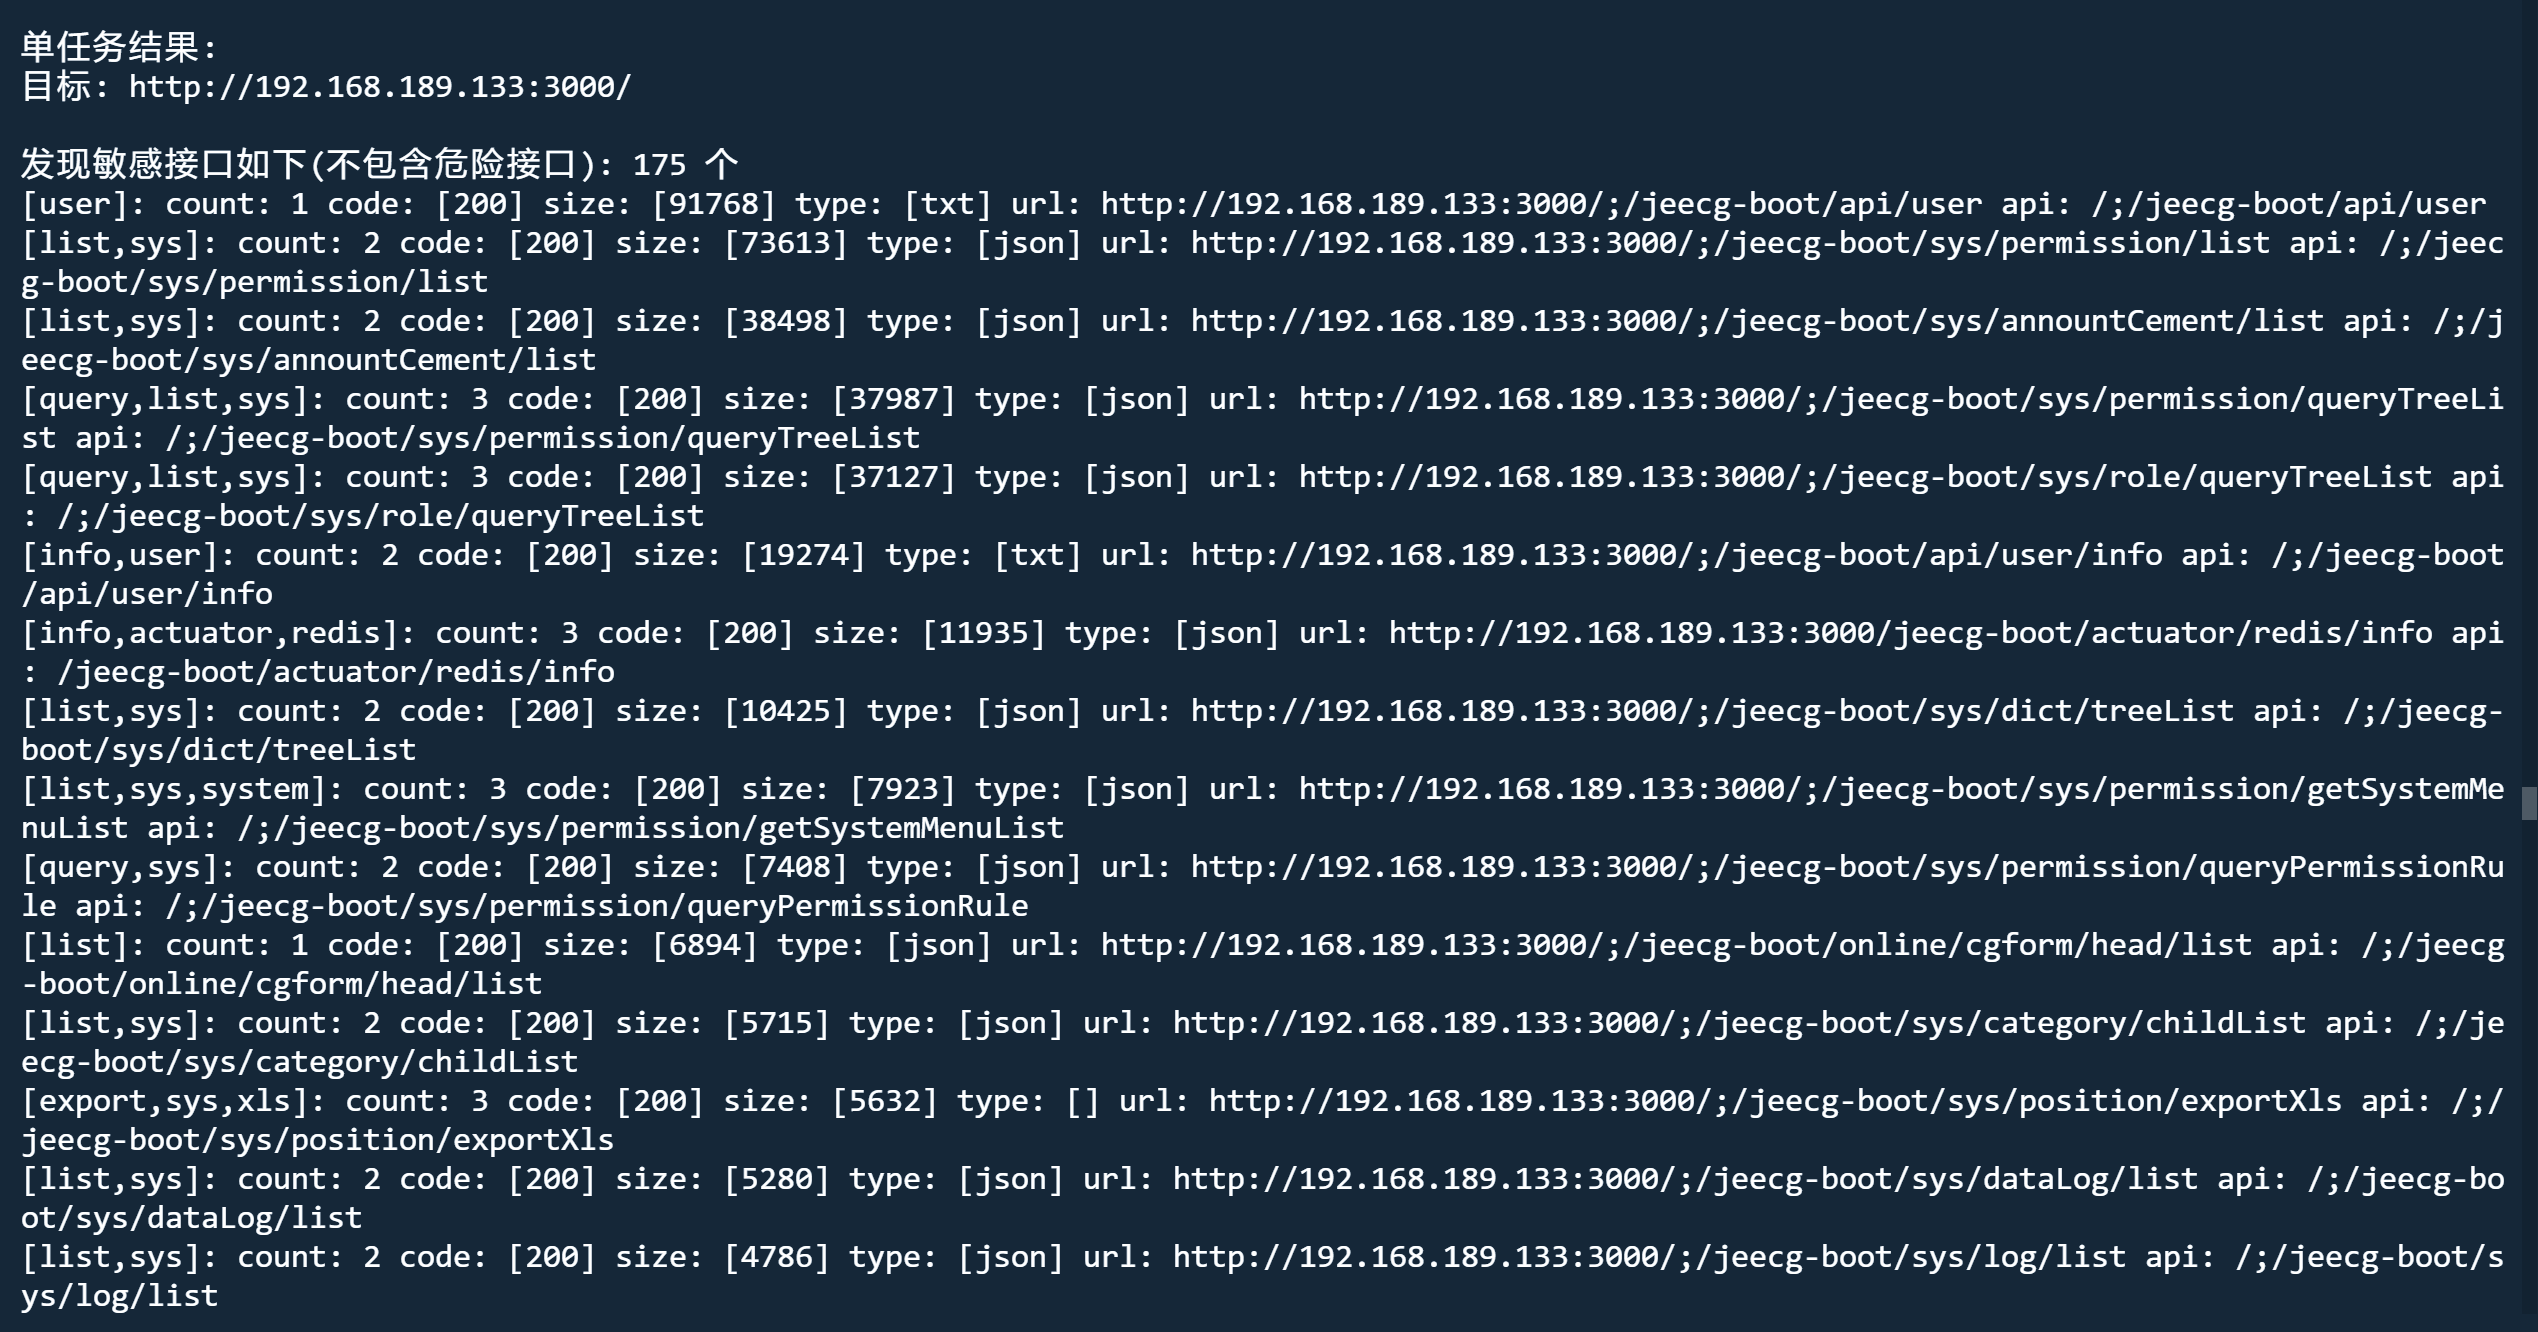 单任务结果:
目标: http://192.168.189.133:3000/
发现敏感接口如下(不包含危险接口): 175 个
[user]: count: 1 code: [200] size: [91768] type: [txt] url: http://192.168.189.133:3000/;/jeecg-boot/api/user api: /;/jeecg-boot/api/user
[list,sys]: count: 2 code: [200] size: [73613] type: [json] url: http://192.168.189.133:3000/;/jeecg-boot/sys/permission/list api: /;/jeec
g-boot/sys/permission/list
[list,sys]: count: 2 code: [200] size: [38498] type: [json] url: http://192.168.189.133:3000/;/jeecg-boot/sys/annountCement/list api: /;/j
eecg-boot/sys/annountCement/list
[query,list,sys]: count: 3 code: [200] size: [37987] type: [json] url: http://192.168.189.133:3000/;/jeecg-boot/sys/permission/queryTreeLi
st api: /;/jeecg-boot/sys/permission/queryTreeList
[query,list,sys]: count: 3 code: [200] size: [37127] type: [json] url: http://192.168.189.133:3000/;/jeecg-boot/sys/role/queryTreeList api
: /;/jeecg-boot/sys/role/queryTreeList
[info,user]: count: 2 code: [200] size: [19274] type: [txt] url: http://192.168.189.133:3000/;/jeecg-boot/api/user/info api: /;/jeecg-boot
/api/user/info
[info,actuator,redis]: count: 3 code: [200] size: [11935] type: [json] url: http://192.168.189.133:3000/jeecg-boot/actuator/redis/info api
: /jeecg-boot/actuator/redis/info
[list,sys]: count: 2 code: [200] size: [10425] type: [json] url: http://192.168.189.133:3000/;/jeecg-boot/sys/dict/treeList api: /;/jeecg-
boot/sys/dict/treeList
[list,sys,system]: count: 3 code: [200] size: [7923] type: [json] url: http://192.168.189.133:3000/;/jeecg-boot/sys/permission/getSystemMe
nuList api: /;/jeecg-boot/sys/permission/getSystemMenuList
[query,sys]: count: 2 code: [200] size: [7408] type: [json] url: http://192.168.189.133:3000/;/jeecg-boot/sys/permission/queryPermissionRu
le api: /;/jeecg-boot/sys/permission/queryPermissionRule
[list]: count: 1 code: [200] size: [6894] type: [json] url: http://192.168.189.133:3000/;/jeecg-boot/online/cgform/head/list api: /;/jeecg
-boot/online/cgform/head/list
[list,sys]: count: 2 code: [200] size: [5715] type: [json] url: http://192.168.189.133:3000/;/jeecg-boot/sys/category/childList api: /;/je
ecg-boot/sys/category/childList
[export,sys,xls]: count: 3 code: [200] size: [5632] type: [] url: http://192.168.189.133:3000/;/jeecg-boot/sys/position/exportXls api: /;/
jeecg-boot/sys/position/exportXls
[list,sys]: count: 2 code: [200] size: [5280] type: [json] url: http://192.168.189.133:3000/;/jeecg-boot/sys/dataLog/list api: /;/jeecg-bo
ot/sys/dataLog/list
[list,sys]: count: 2 code: [200] size: [4786] type: [json] url: http://192.168.189.133:3000/;/jeecg-boot/sys/log/list api: /;/jeecg-boot/s
ys/log/list